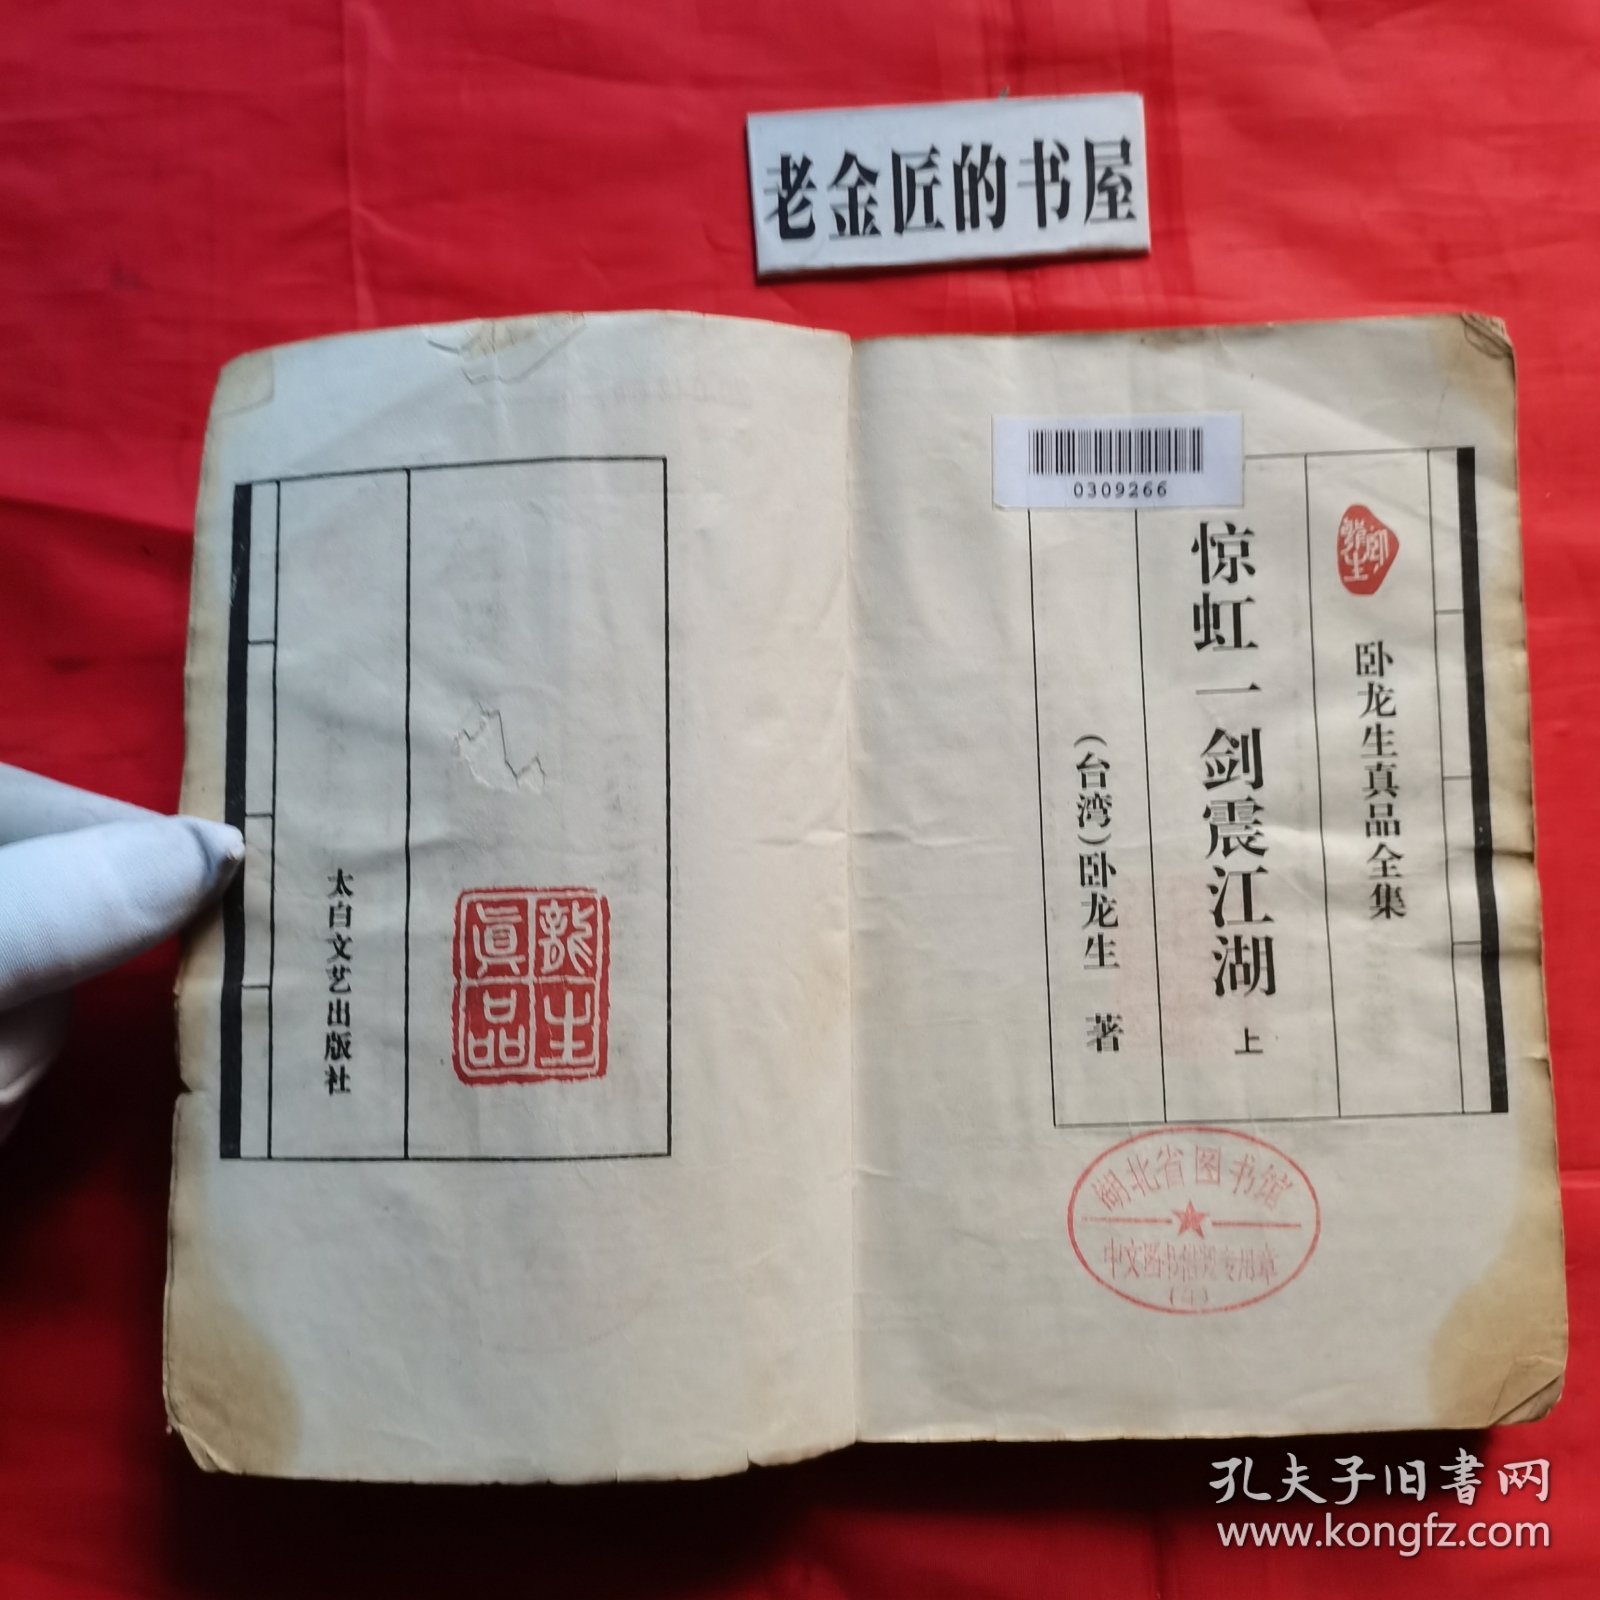 老金匠的书屋
0309266
卧龙生
卧龙生真品全集
惊虹一剑震江湖 上
(台湾)卧龙生 著
湖北省图书馆
龙生真品
太白文艺出版社
孔夫子旧书网
www.kongfz.com